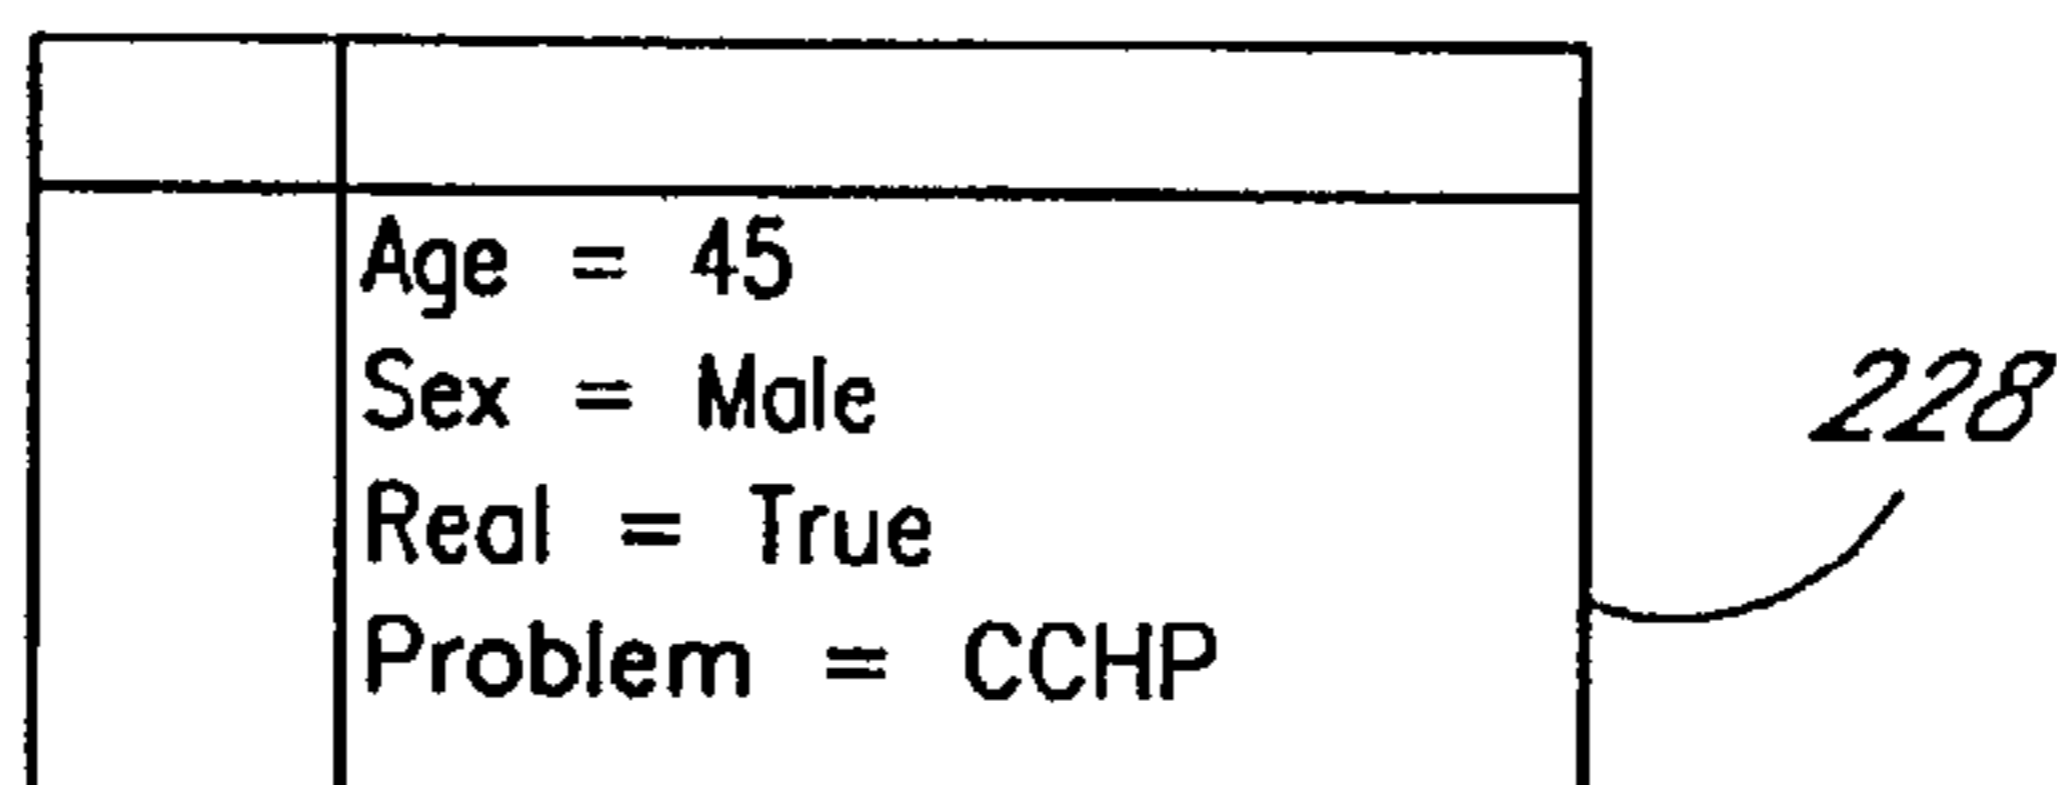 Age = 45
Sex = Male
Real = True
Problem = CCHP
228